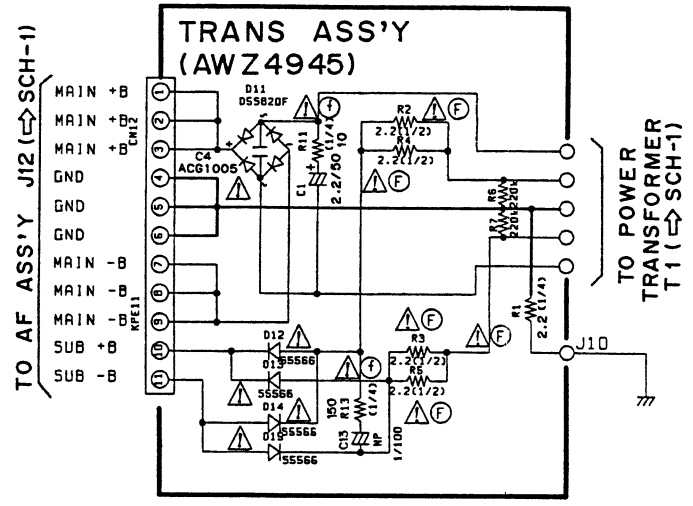 TRANS ASS'Y
(AWZ4945)
TO AF ASS'Y J12 (⇨SCH-1)
MAIN +B
MAIN +B
MAIN +B
GND
GND
GND
MAIN -B
MAIN -B
MAIN -B
SUB +B
SUB -B
CN12
KPE11
1
2
3
4
5
6
7
8
9
10
11
D11
DS5820F
C4
ACG1005
+
-
R11 (1/4)
10
+
C1
2.2/50
f
R2
F
2.2(1/2)
R4
2.2(1/2)
F
R6
220k
R7
220k
R1
2.2 (1/4)
TO POWER
TRANSFORMER
T1 (⇨SCH-1)
F
R3
F
2.2(1/2)
R5
2.2(1/2)
F
J10
D12
S5566
D13
S5566
D14
S5566
D15
S5566
f
150
R13
(1/4)
C13
NP
1/100